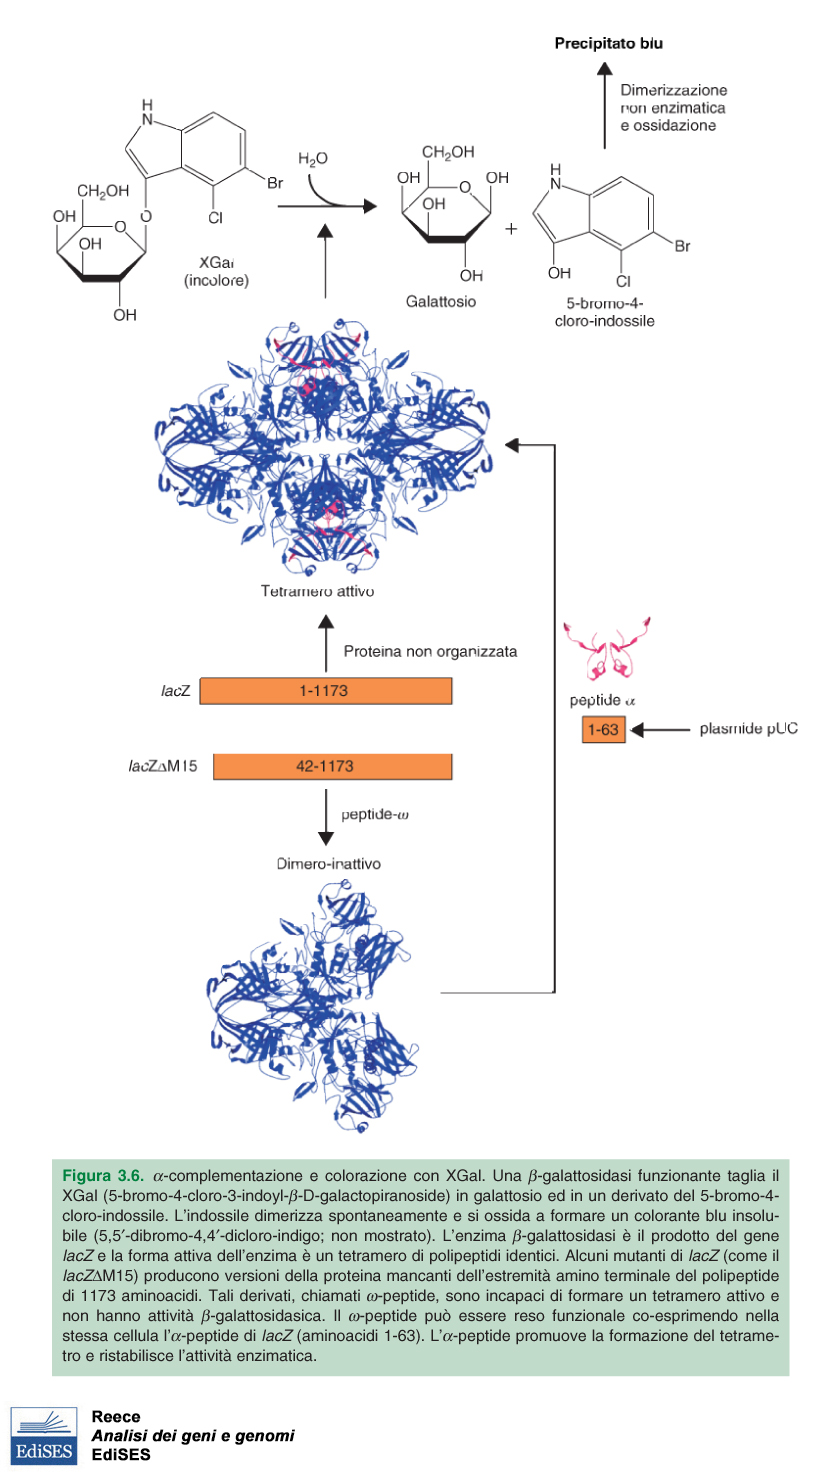 Precipitato blu
Dimerizzazione
non enzimatica
e ossidazione
H
N
Br
Cl
O
CH₂OH
OH
O
OH
OH
XGal
(incolore)
H₂O
CH₂OH
OH
O
OH
OH
OH
Galattosio
+
H
N
Br
Cl
OH
5-bromo-4-
cloro-indossile
Tetramero attivo
Proteina non organizzata
lacZ
1-1173
peptide α
1-63
plasmide pUC
lacZΔM15
42-1173
peptide-ω
Dimero-inattivo
Figura 3.6. α-complementazione e colorazione con XGal. Una β-galattosidasi funzionante taglia il
XGal (5-bromo-4-cloro-3-indoyl-β-D-galactopiranoside) in galattosio ed in un derivato del 5-bromo-4-
cloro-indossile. L'indossile dimerizza spontaneamente e si ossida a formare un colorante blu insolu-
bile (5,5′-dibromo-4,4′-dicloro-indigo; non mostrato). L'enzima β-galattosidasi è il prodotto del gene
lacZ e la forma attiva dell'enzima è un tetramero di polipeptidi identici. Alcuni mutanti di lacZ (come il
lacZΔM15) producono versioni della proteina mancanti dell'estremità amino terminale del polipeptide
di 1173 aminoacidi. Tali derivati, chiamati ω-peptide, sono incapaci di formare un tetramero attivo e
non hanno attività β-galattosidasica. Il ω-peptide può essere reso funzionale co-esprimendo nella
stessa cellula l'α-peptide di lacZ (aminoacidi 1-63). L'α-peptide promuove la formazione del tetrame-
tro e ristabilisce l'attività enzimatica.
EdiSES
Reece
Analisi dei geni e genomi
EdiSES